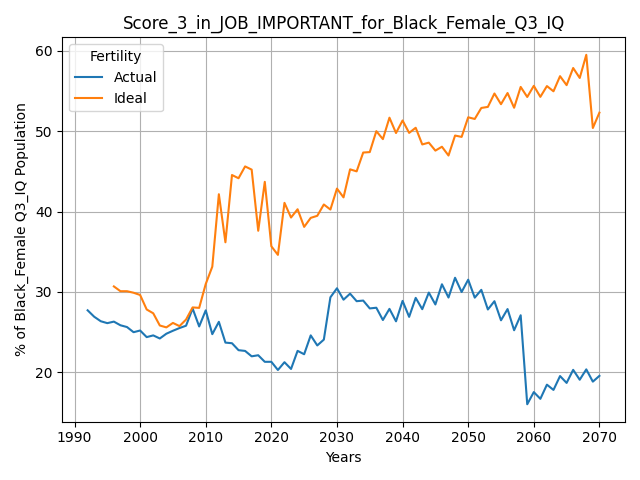 Score_3_in_JOB_IMPORTANT_for_Black_Female_Q3_IQ
Fertility
Actual
Ideal
% of Black_Female Q3_IQ Population
60
50
40
30
20
1990 2000 2010 2020 2030 2040 2050 2060 2070
Years